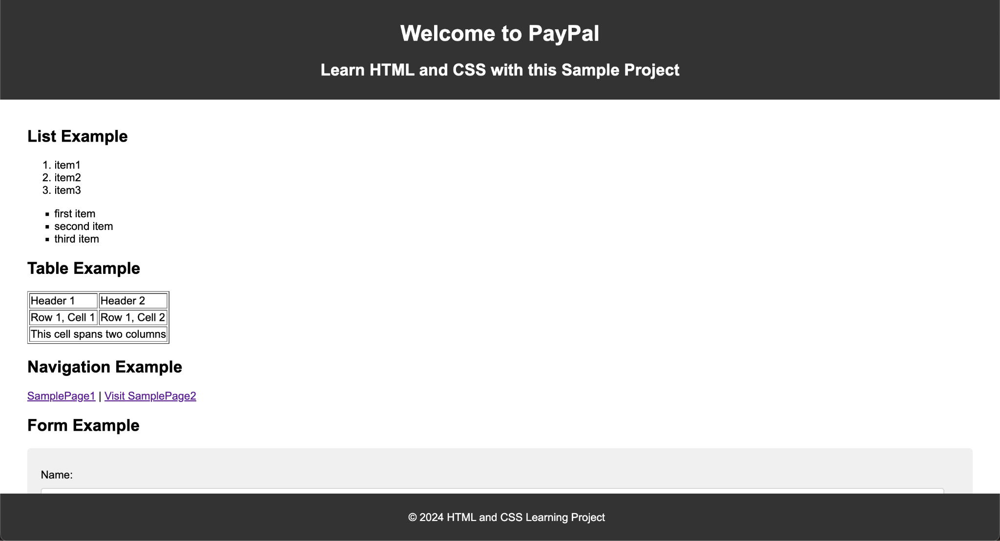 Welcome to PayPal
Learn HTML and CSS with this Sample Project
List Example
1. item1
2. item2
3. item3
▪ first item
▪ second item
▪ third item
Table Example
Header 1 Header 2
Row 1, Cell 1 Row 1, Cell 2
This cell spans two columns
Navigation Example
SamplePage1 | Visit SamplePage2
Form Example
Name:
© 2024 HTML and CSS Learning Project